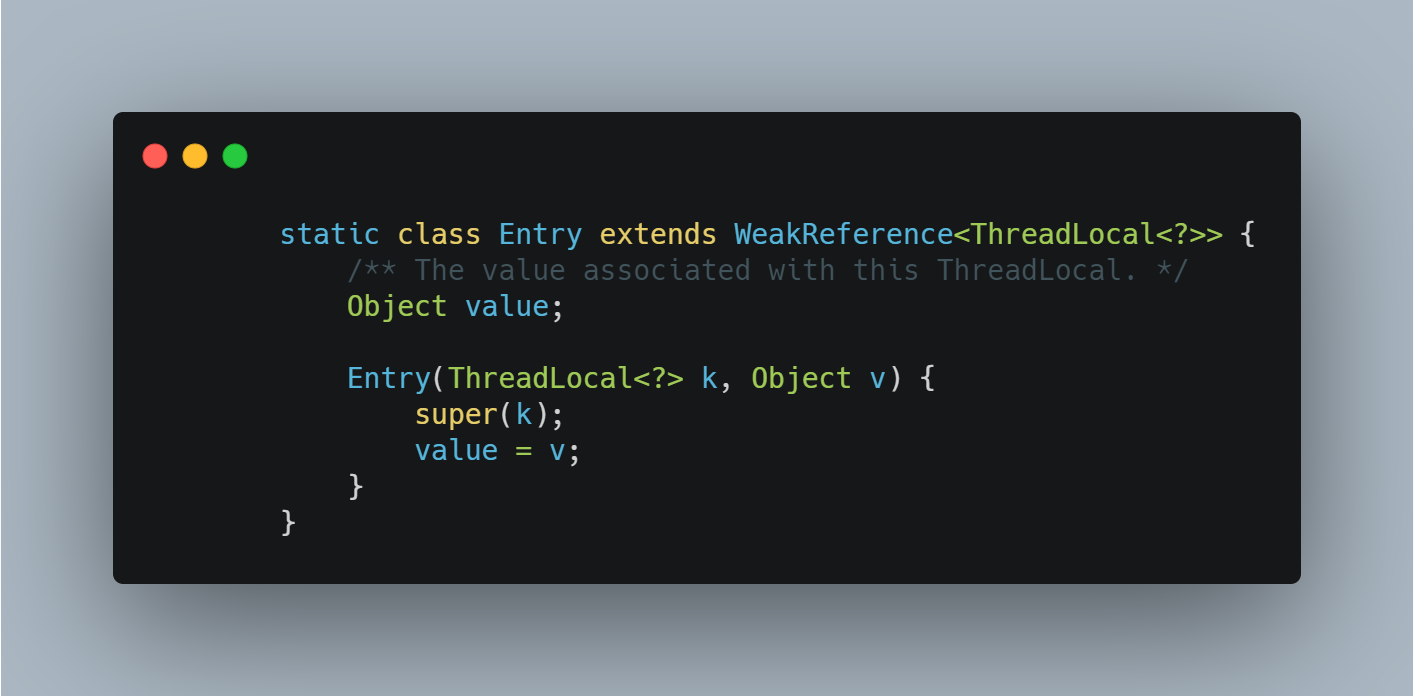 static class Entry extends WeakReference<ThreadLocal<?>> {
/** The value associated with this ThreadLocal. */
Object value;
Entry(ThreadLocal<?> k, Object v) {
super(k);
value = v;
}
}